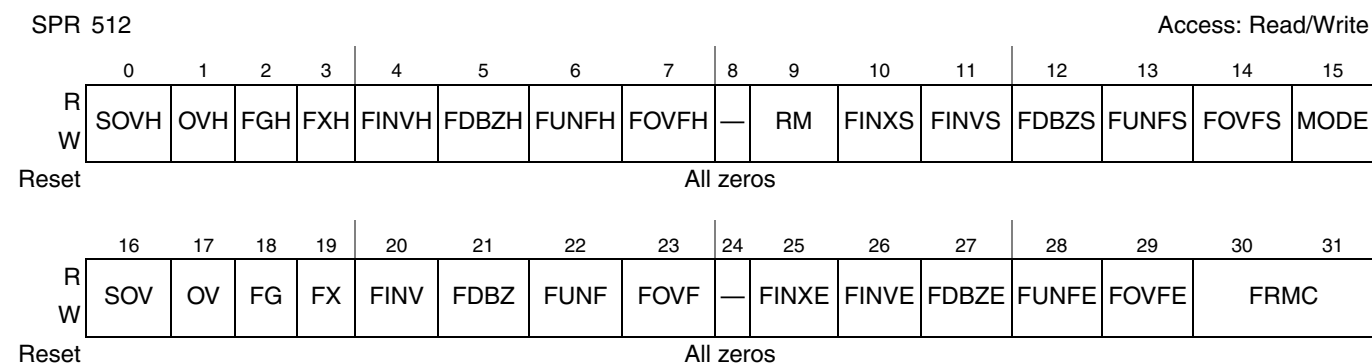 SPR 512 Access: Read/Write
0 1 2 3 4 5 6 7 8 9 10 11 12 13 14 15
R
W
SOVH OVH FGH FXH FINVH FDBZH FUNFH FOVFH — RM FINXS FINVS FDBZS FUNFS FOVFS MODE
Reset All zeros
16 17 18 19 20 21 22 23 24 25 26 27 28 29 30 31
R
W
SOV OV FG FX FINV FDBZ FUNF FOVF — FINXE FINVE FDBZE FUNFE FOVFE FRMC
Reset All zeros